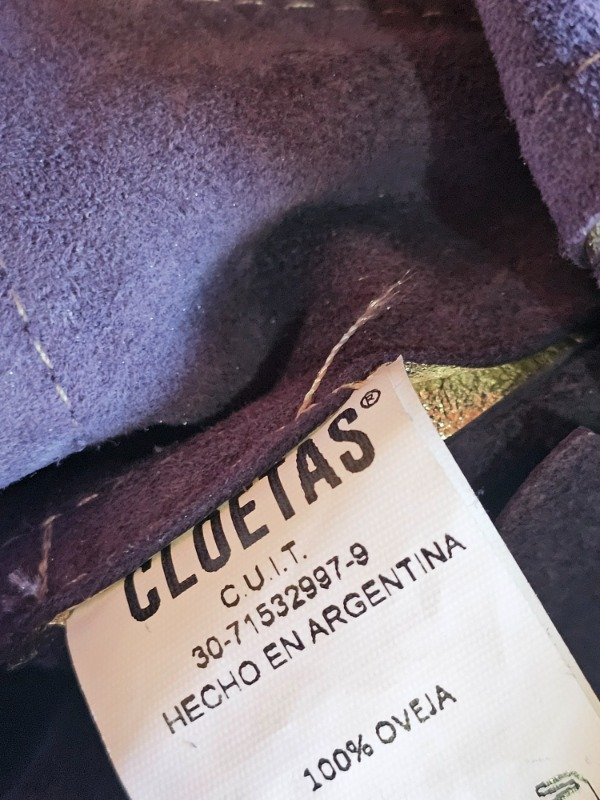 CLOETAS®
C.U.I.T.
30-71532997-9
HECHO EN ARGENTINA
100% OVEJA